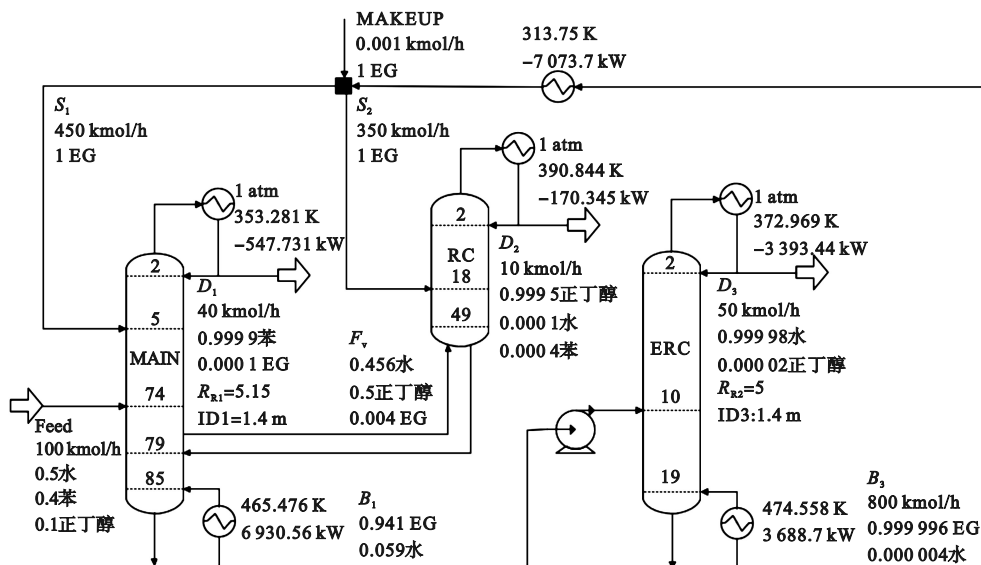 MAKEUP
0.001 kmol/h
1 EG
313.75 K
−7 073.7 kW
S₁
450 kmol/h
1 EG
S₂
350 kmol/h
1 EG
1 atm
390.844 K
−170.345 kW
1 atm
353.281 K
−547.731 kW
1 atm
372.969 K
−3 393.44 kW
2
RC
18
49
D₂
10 kmol/h
0.999 5正丁醇
0.000 1水
0.000 4苯
2
5
MAIN
74
79
85
D₁
40 kmol/h
0.999 9苯
0.000 1 EG
R_R1=5.15
ID1=1.4 m
Fᵥ
0.456水
0.5正丁醇
0.004 EG
2
ERC
10
19
D₃
50 kmol/h
0.999 98水
0.000 02正丁醇
R_R2=5
ID3:1.4 m
Feed
100 kmol/h
0.5水
0.4苯
0.1正丁醇
465.476 K
6 930.56 kW
B₁
0.941 EG
0.059水
474.558 K
3 688.7 kW
B₃
800 kmol/h
0.999 996 EG
0.000 004水